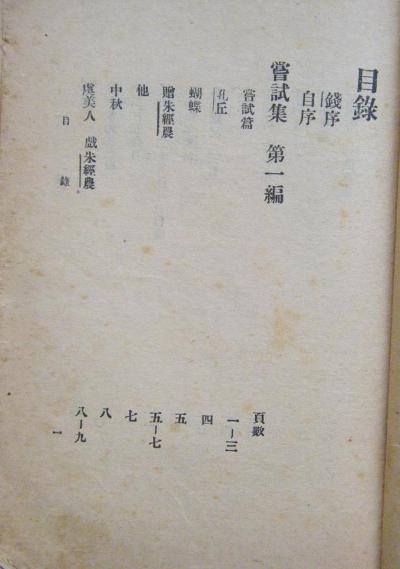 目錄
錢序
自序
嘗試集 第一編
頁數
嘗試篇 一—三
孔丘 四
蝴蝶 五
贈朱經農 五—七
他 七
中秋 八
虞美人 戲朱經農 八—九
目錄 一